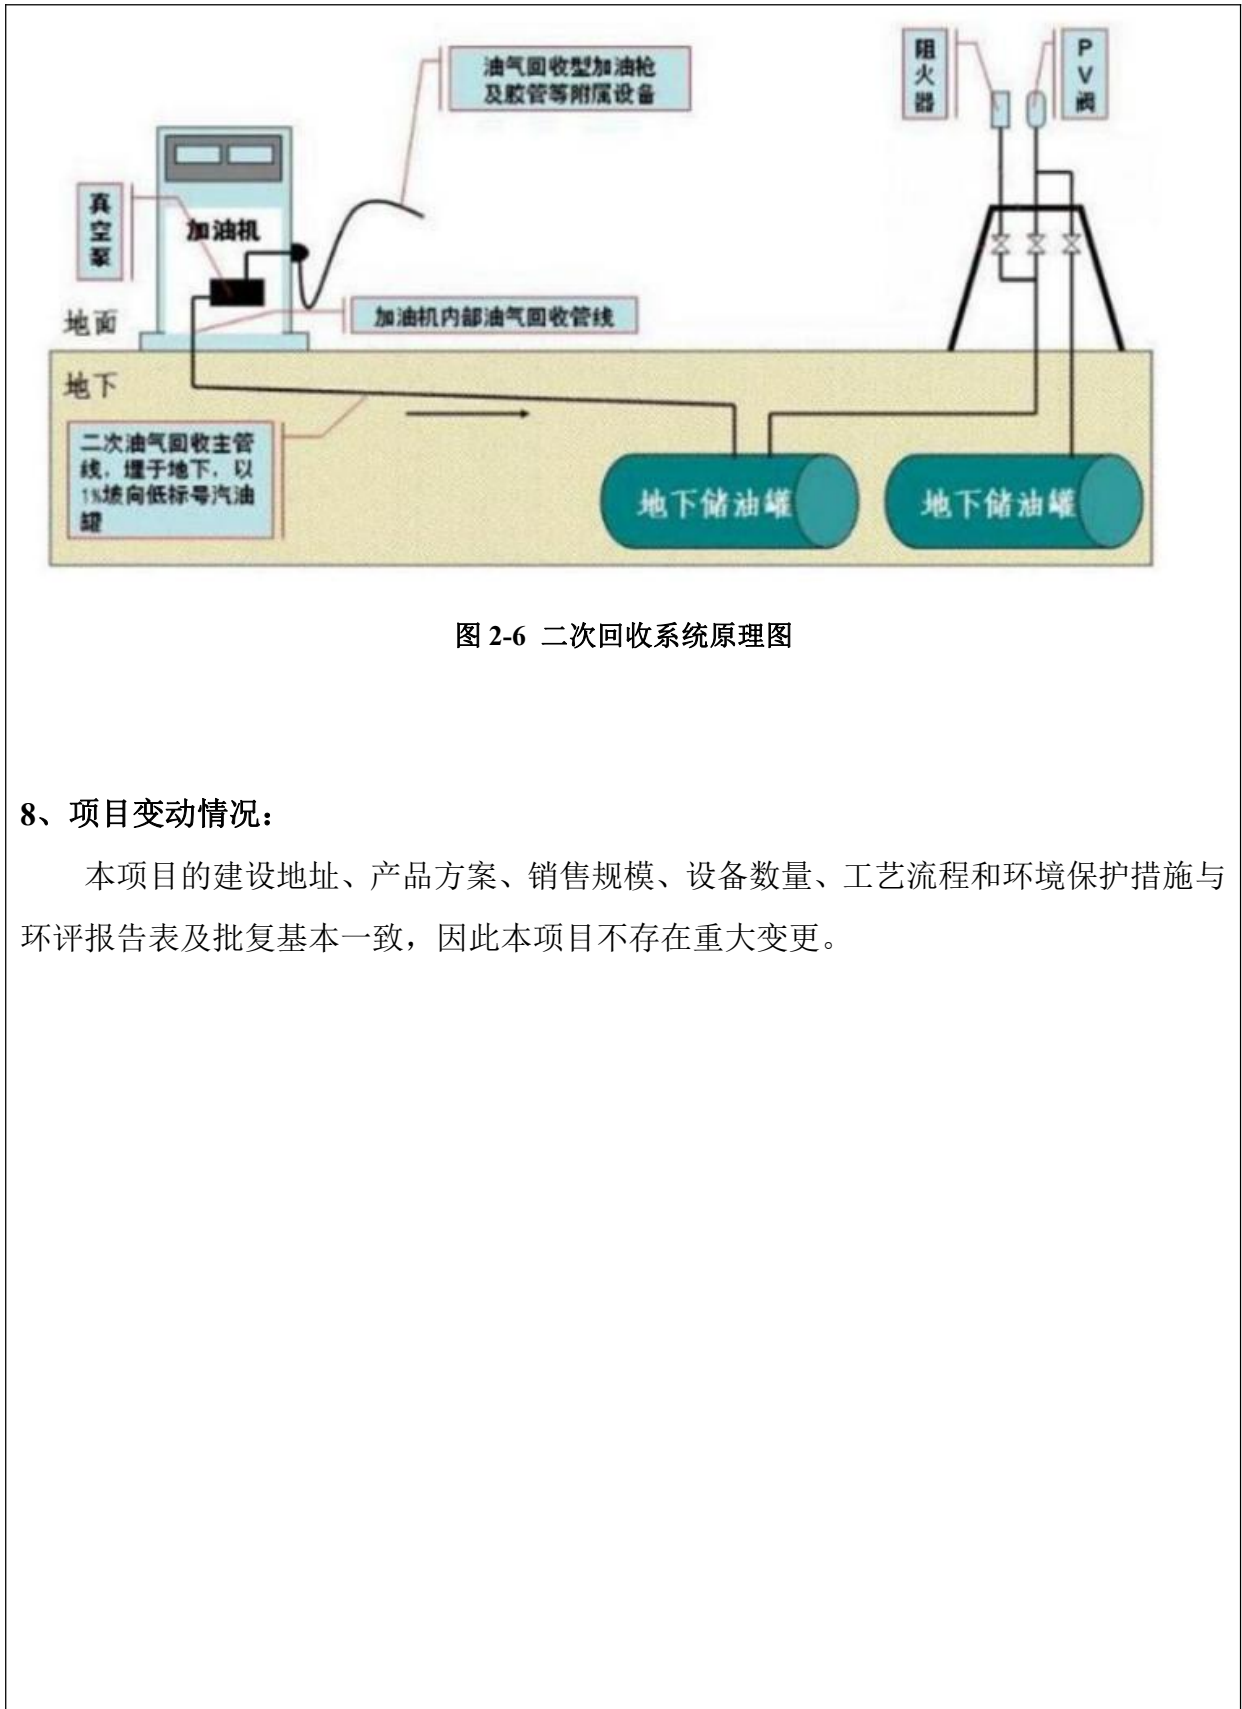 油气回收型加油枪
及胶管等附属设备
阻火器
PV阀
真空泵
加油机
加油机内部油气回收管线
地面
地下
二次油气回收主管
线，埋于地下，以
1%坡向低标号汽油
罐
地下储油罐
地下储油罐
图 2-6 二次回收系统原理图
8、项目变动情况：
本项目的建设地址、产品方案、销售规模、设备数量、工艺流程和环境保护措施与
环评报告表及批复基本一致，因此本项目不存在重大变更。